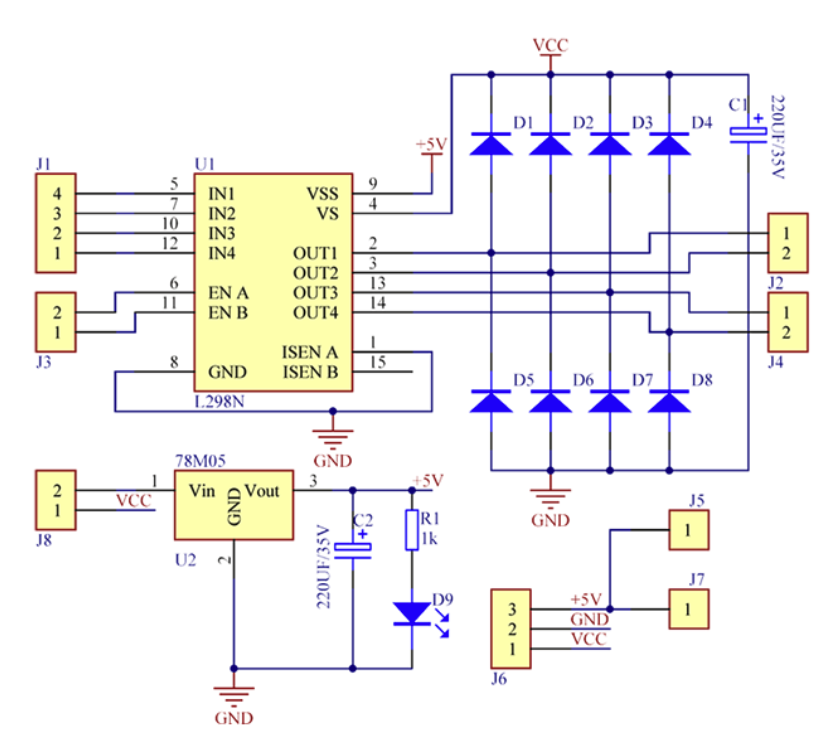 VCC
C1
220UF/35V
D1 D2 D3 D4
+5V
J1
U1
4 5 IN1 VSS 9
3 7 IN2 VS 4
2 10 IN3
1 12 IN4 OUT1 2
OUT2 3
6 EN A OUT3 13
11 EN B OUT4 14
2
1
J3
1
2
J2
1
2
J4
ISEN A 1
8 GND ISEN B 15
L298N
GND
D5 D6 D7 D8
GND
78M05
2 1 Vin GND Vout 3 +5V
1 VCC
J8
U2
2
C2
220UF/35V
R1
1k
D9
GND
J5
1
J7
1
3 +5V
2 GND
1 VCC
J6